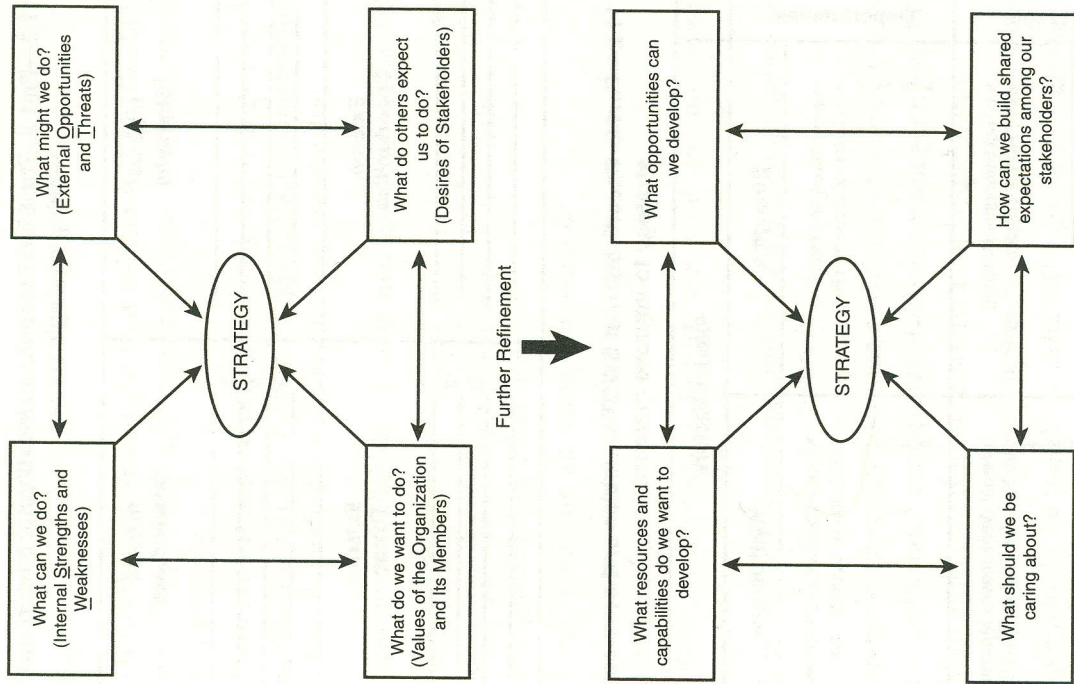 What can we do?
(Internal Strengths and
Weaknesses)
What might we do?
(External Opportunities
and Threats)
STRATEGY
What do we want to do?
(Values of the Organization
and Its Members)
What do others expect
us to do?
(Desires of Stakeholders)
Further Refinement
What resources and
capabilities do we want to
develop?
What opportunities can
we develop?
STRATEGY
What should we be
caring about?
How can we build shared
expectations among our
stakeholders?